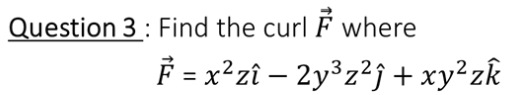 Question 3 : Find the curl F⃗ where
F⃗ = x²zî − 2y³z²ĵ + xy²zk̂